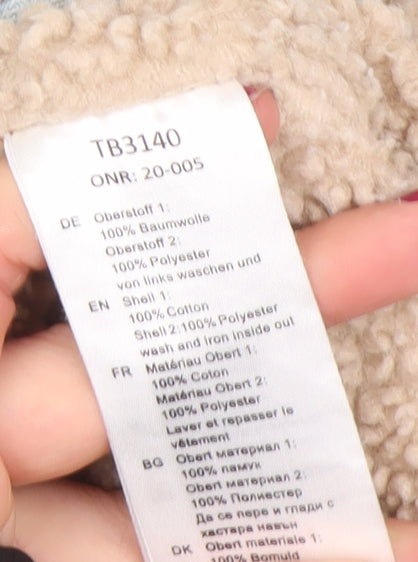 TB3140
ONR: 20-005
DE Oberstoff 1:
100% Baumwolle
Oberstoff 2:
100% Polyester
von links waschen und
EN Shell 1:
100% Cotton
Shell 2:100% Polyester
wash and iron inside out
FR Matériau Obert 1:
100% Coton
Matériau Obert 2:
100% Polyester
Laver et repasser le
vêtement
BG Obert материал 1:
100% памук
Obert материал 2:
100% Полиестер
Да се пере и глади с
хастара навън
DK Obert materiale 1:
100% Bomuld